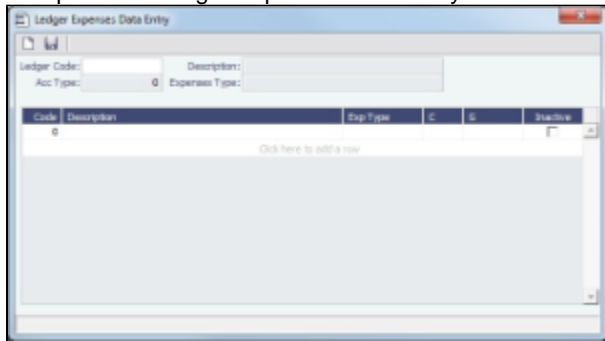 Ledger Expenses Data Entry
Ledger Code: Description:
Acc Type: 0 Expenses Type:
Code Description Exp Type C G Inactive
0
Click here to add a row